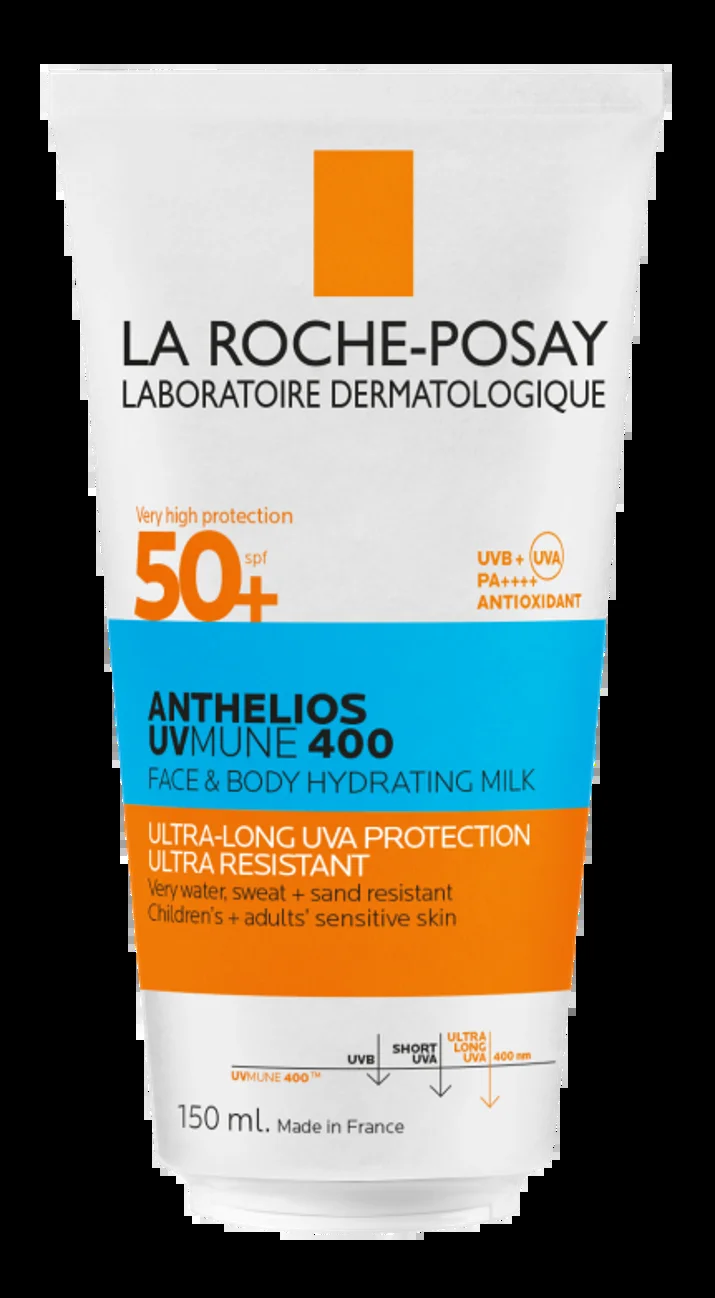 LA ROCHE-POSAY
LABORATOIRE DERMATOLOGIQUE
Very high protection
50+ spf
UVB + UVA
PA++++
ANTIOXIDANT
ANTHELIOS
UVMUNE 400
FACE & BODY HYDRATING MILK
ULTRA-LONG UVA PROTECTION
ULTRA RESISTANT
Very water, sweat + sand resistant
Children's + adults' sensitive skin
UVB
SHORT
UVA
ULTRA
LONG
UVA
400 nm
UVMUNE 400™
150 ml. Made in France